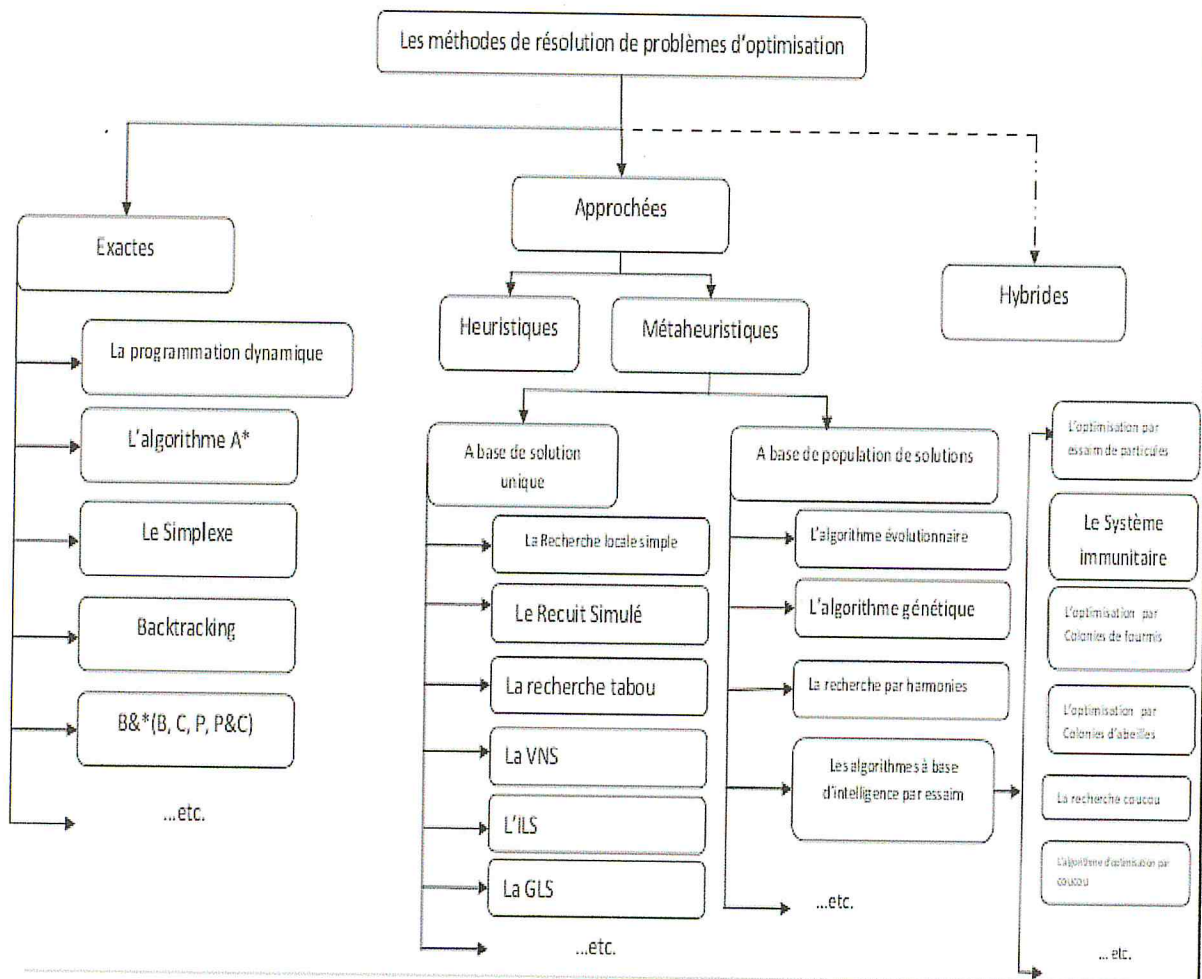 Les méthodes de résolution de problèmes d'optimisation
Approchées
Exactes
Hybrides
Heuristiques
Métaheuristiques
La programmation dynamique
L'algorithme A*
Le Simplexe
Backtracking
B&*(B, C, P, P&C)
...etc.
A base de solution
unique
La Recherche locale simple
Le Recuit Simulé
La recherche tabou
La VNS
L'ILS
La GLS
...etc.
A base de population de solutions
L'algorithme évolutionnaire
L'algorithme génétique
La recherche par harmonies
Les algorithmes à base
d'intelligence par essaim
...etc.
L'optimisation par
essaim de particules
Le Système
immunitaire
L'optimisation par
Colonies de fourmis
L'optimisation par
Colonies d'abeilles
La recherche coucou
L'algorithme d'optimisation par
coucou
... etc.